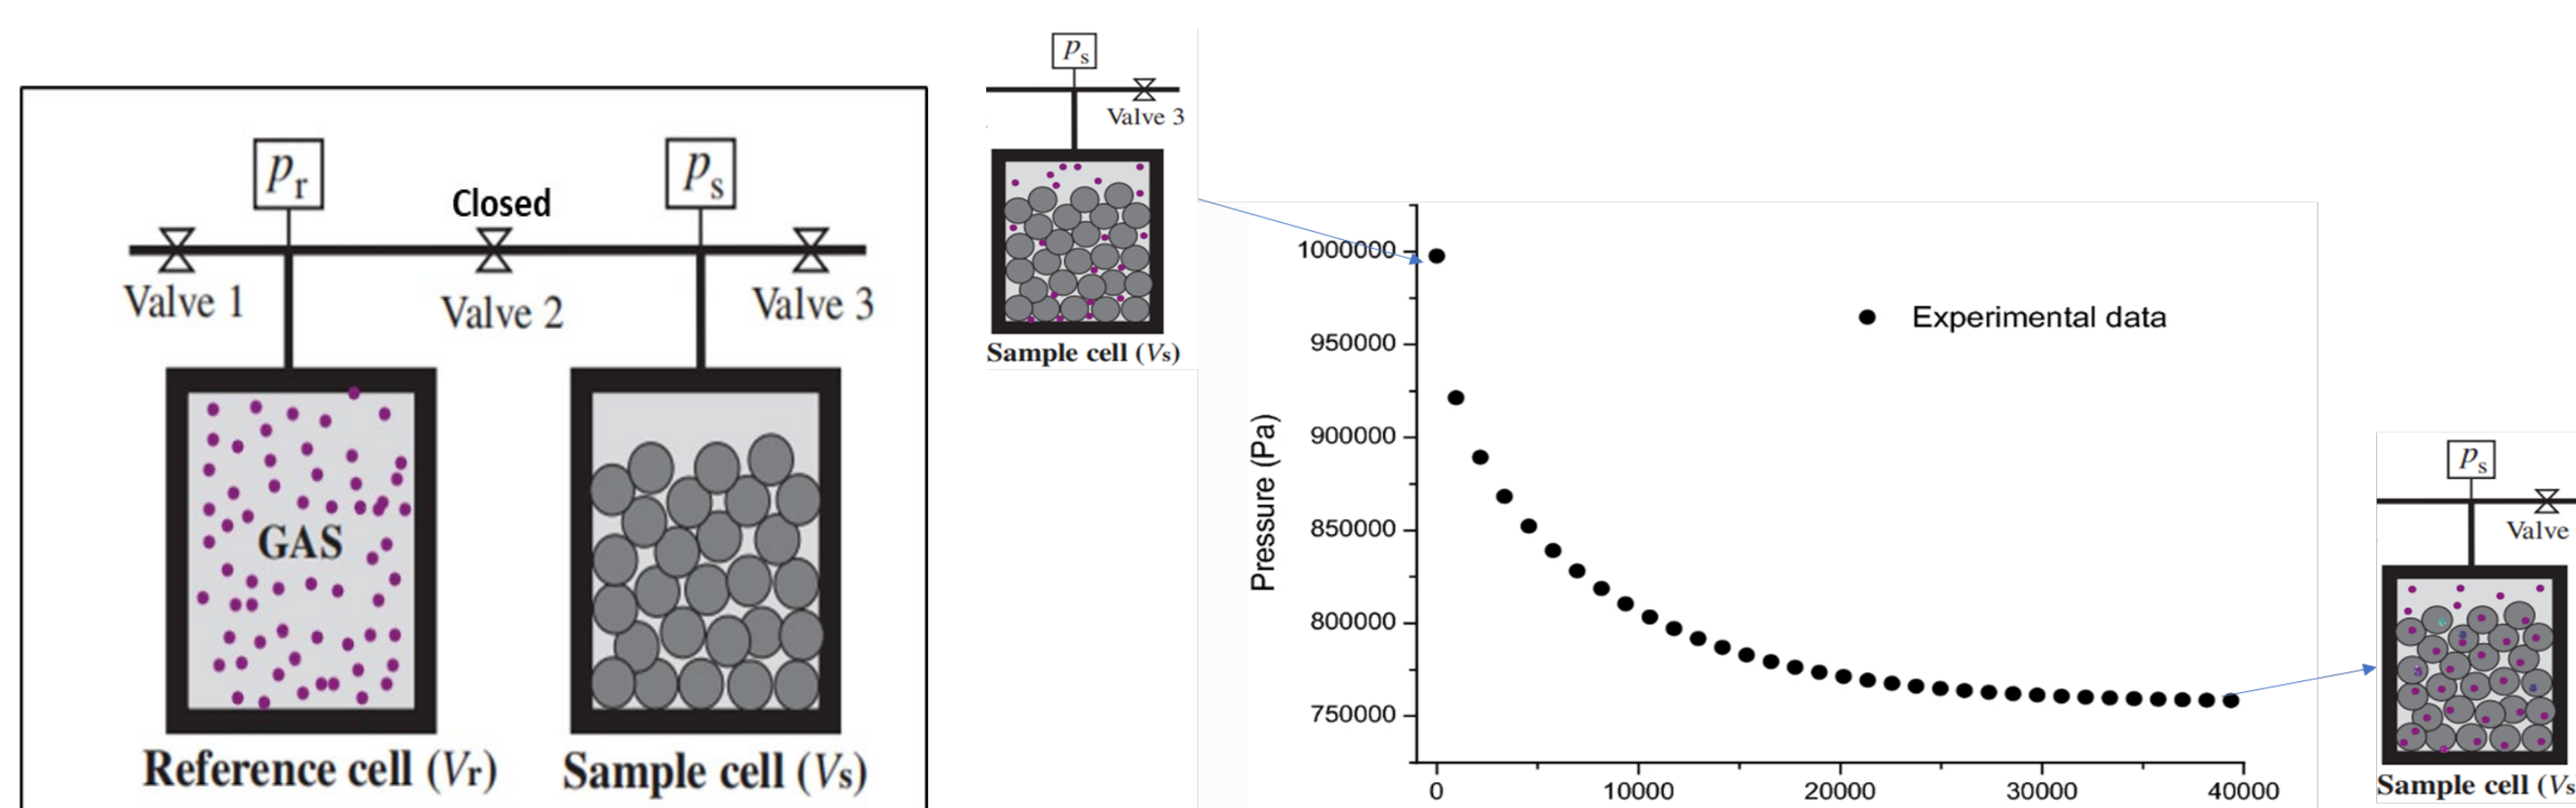 pr
ps
Closed
Valve 1
Valve 2
Valve 3
GAS
Reference cell (Vr)
Sample cell (Vs)
ps
Valve 3
Sample cell (Vs)
1000000
950000
900000
850000
800000
750000
Pressure (Pa)
Experimental data
0
10000
20000
30000
40000
ps
Valve
Sample cell (Vs